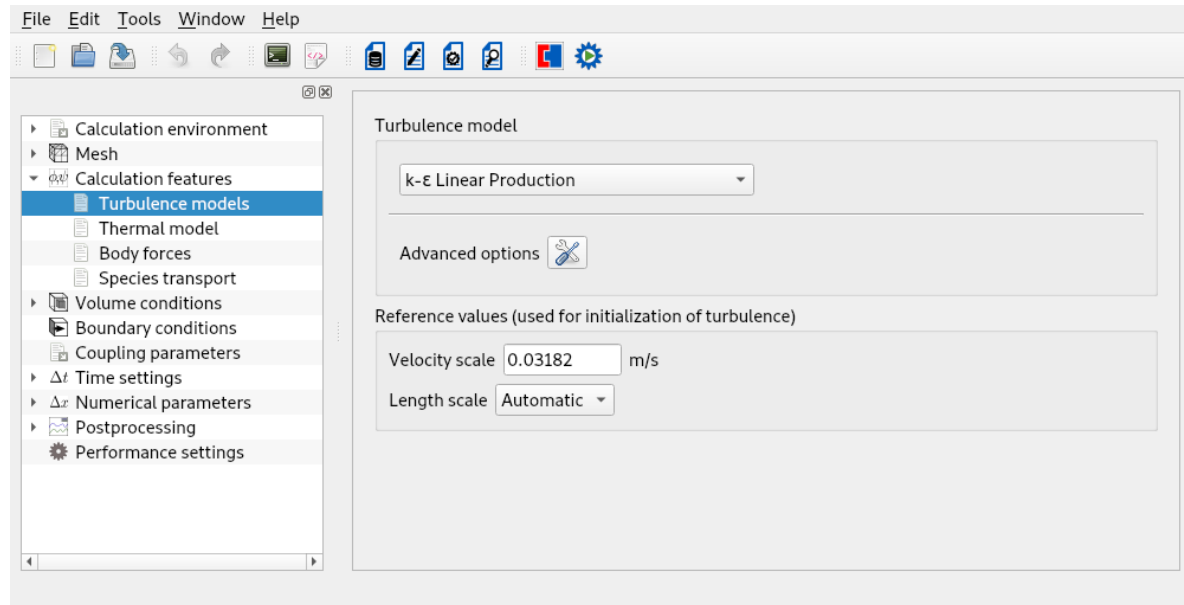 File Edit Tools Window Help
Calculation environment
Mesh
Calculation features
Turbulence models
Thermal model
Body forces
Species transport
Volume conditions
Boundary conditions
Coupling parameters
Δt Time settings
Δx Numerical parameters
Postprocessing
Performance settings
Turbulence model
k-ε Linear Production
Advanced options
Reference values (used for initialization of turbulence)
Velocity scale 0.03182 m/s
Length scale Automatic